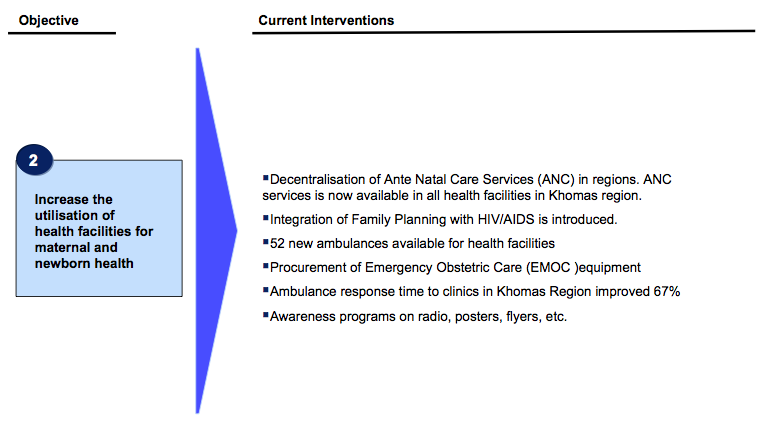 Objective
Current Interventions
2
Increase the
utilisation of
health facilities for
maternal and
newborn health
▪Decentralisation of Ante Natal Care Services (ANC) in regions. ANC
services is now available in all health facilities in Khomas region.
▪Integration of Family Planning with HIV/AIDS is introduced.
▪52 new ambulances available for health facilities
▪Procurement of Emergency Obstetric Care (EMOC )equipment
▪Ambulance response time to clinics in Khomas Region improved 67%
▪Awareness programs on radio, posters, flyers, etc.